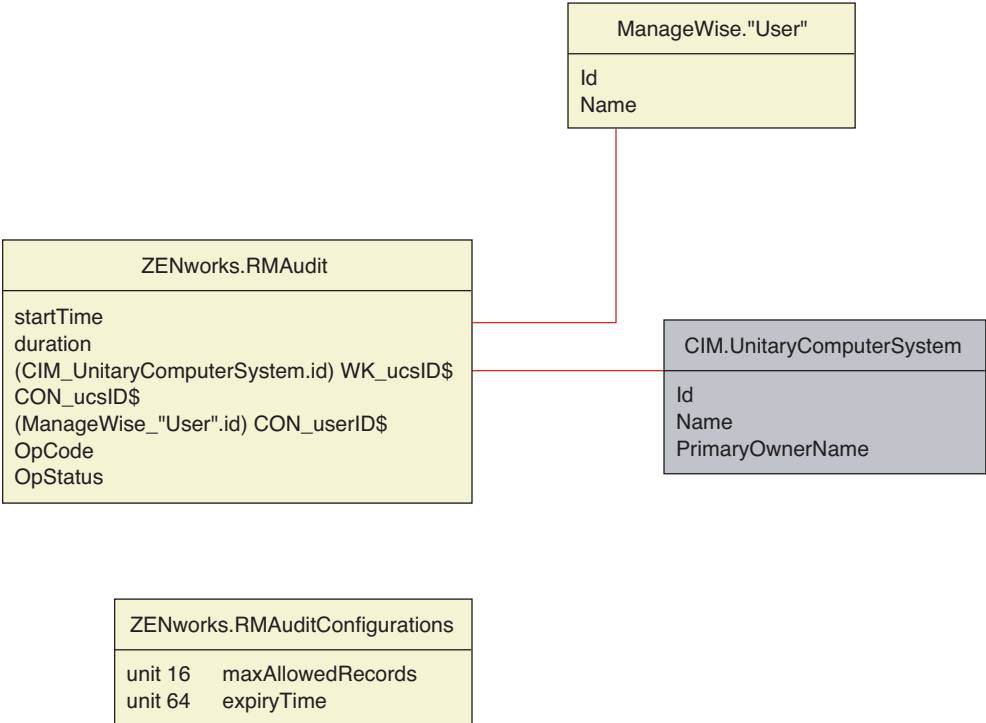 ManageWise."User"
Id
Name
ZENworks.RMAudit
startTime
duration
(CIM_UnitaryComputerSystem.id) WK_ucsID$
CON_ucsID$
(ManageWise_"User".id) CON_userID$
OpCode
OpStatus
CIM.UnitaryComputerSystem
Id
Name
PrimaryOwnerName
ZENworks.RMAuditConfigurations
unit 16 maxAllowedRecords
unit 64 expiryTime